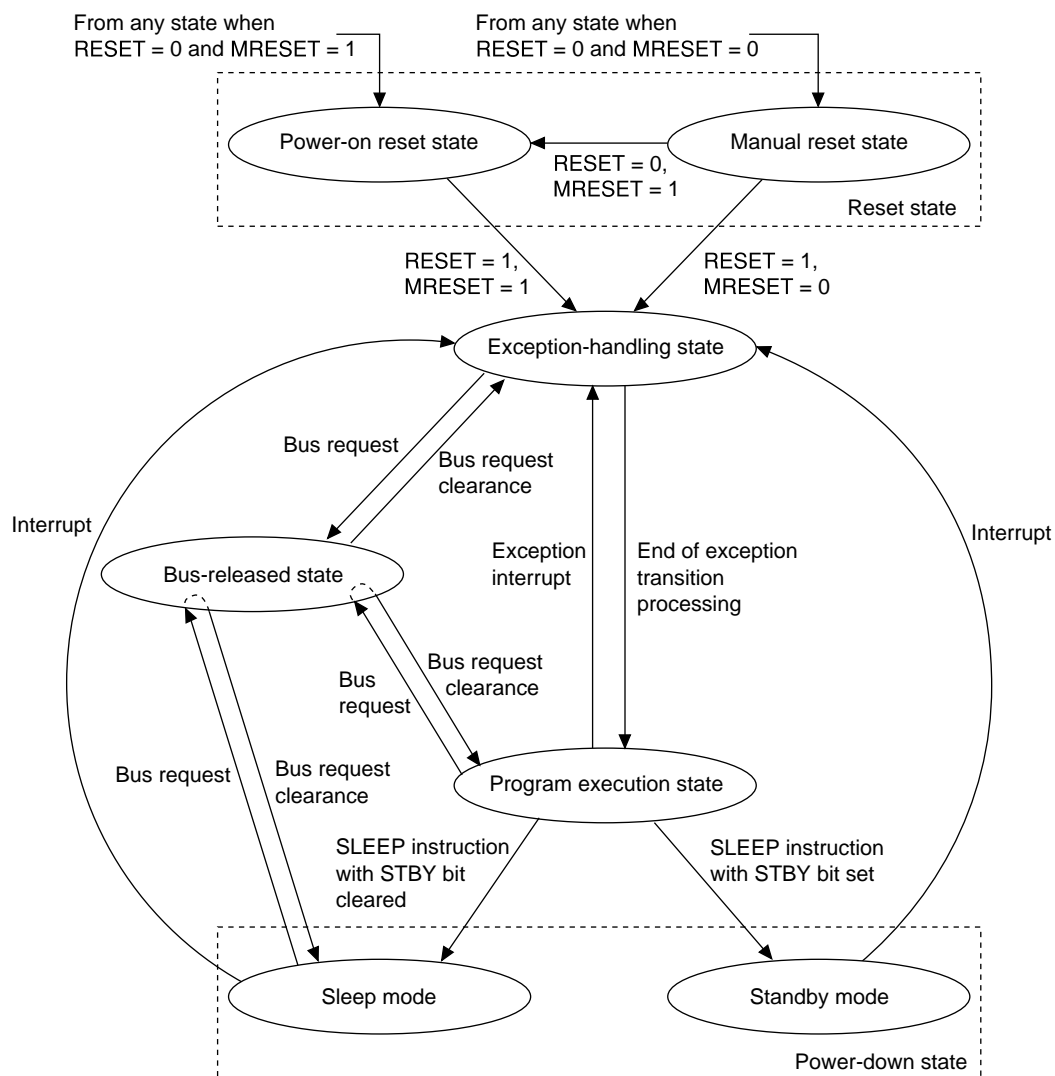 From any state when
RESET = 0 and MRESET = 1
From any state when
RESET = 0 and MRESET = 0
Power-on reset state
Manual reset state
RESET = 0,
MRESET = 1
Reset state
RESET = 1,
MRESET = 1
RESET = 1,
MRESET = 0
Exception-handling state
Bus request
Bus request
clearance
Interrupt
Exception
interrupt
End of exception
transition
processing
Interrupt
Bus-released state
Bus
request
Bus request
clearance
Bus request
Bus request
clearance
Program execution state
SLEEP instruction
with STBY bit
cleared
SLEEP instruction
with STBY bit set
Sleep mode
Standby mode
Power-down state